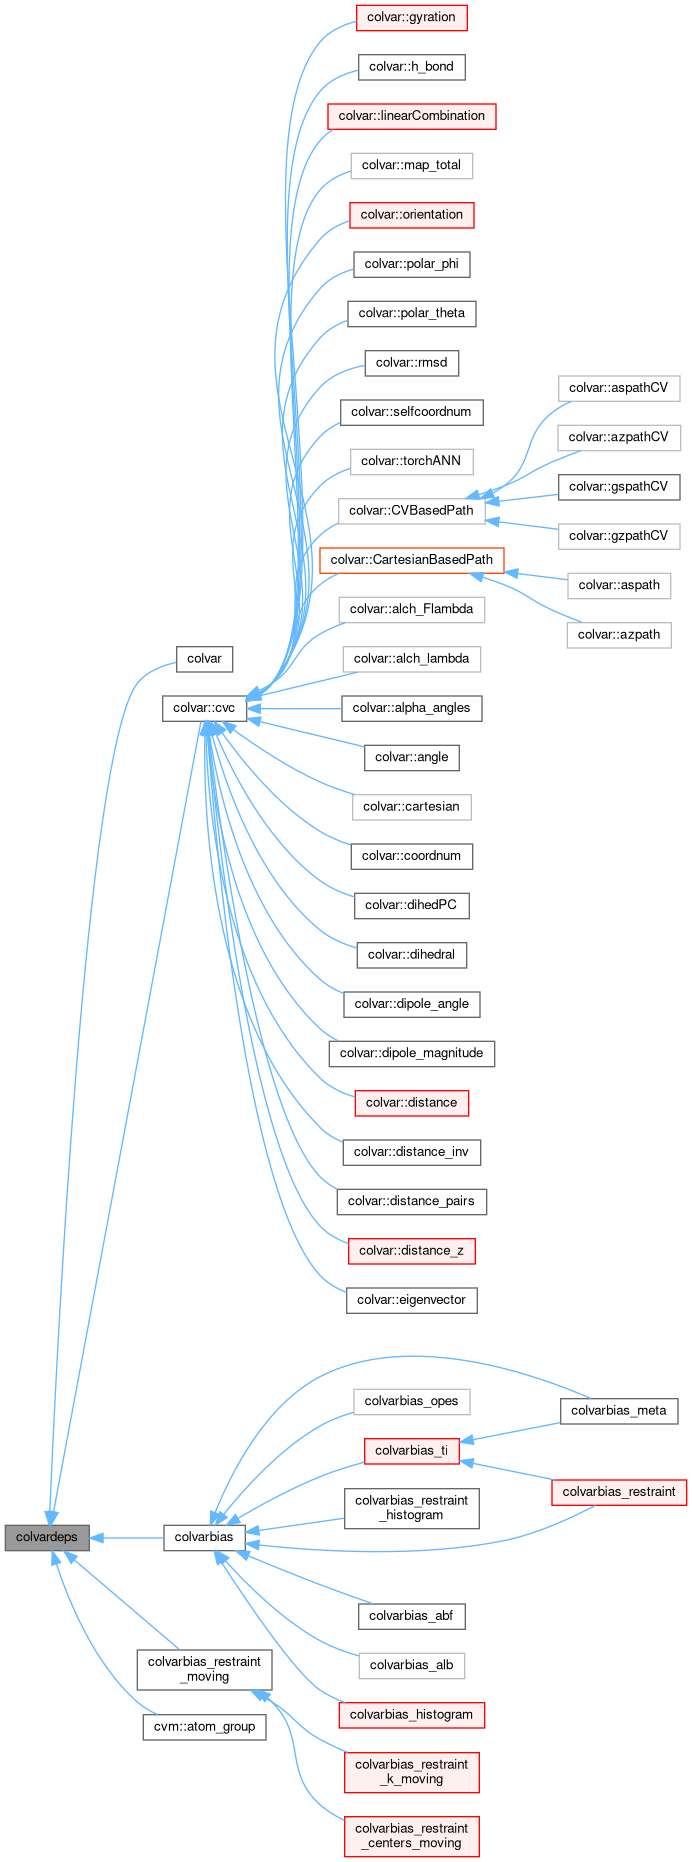 colvar::gyration
colvar::h_bond
colvar::linearCombination
colvar::map_total
colvar::orientation
colvar::polar_phi
colvar::polar_theta
colvar::rmsd
colvar::selfcoordnum
colvar::torchANN
colvar::CVBasedPath
colvar::aspathCV
colvar::azpathCV
colvar::gspathCV
colvar::gzpathCV
colvar::CartesianBasedPath
colvar::aspath
colvar::azpath
colvar::alch_Flambda
colvar::alch_lambda
colvar
colvar::cvc
colvar::alpha_angles
colvar::angle
colvar::cartesian
colvar::coordnum
colvar::dihedPC
colvar::dihedral
colvar::dipole_angle
colvar::dipole_magnitude
colvar::distance
colvar::distance_inv
colvar::distance_pairs
colvar::distance_z
colvar::eigenvector
colvarbias_opes
colvarbias_meta
colvarbias_ti
colvarbias_restraint
colvarbias_restraint
_histogram
colvardeps
colvarbias
colvarbias_abf
colvarbias_alb
colvarbias_restraint
_moving
colvarbias_histogram
cvm::atom_group
colvarbias_restraint
_k_moving
colvarbias_restraint
_centers_moving